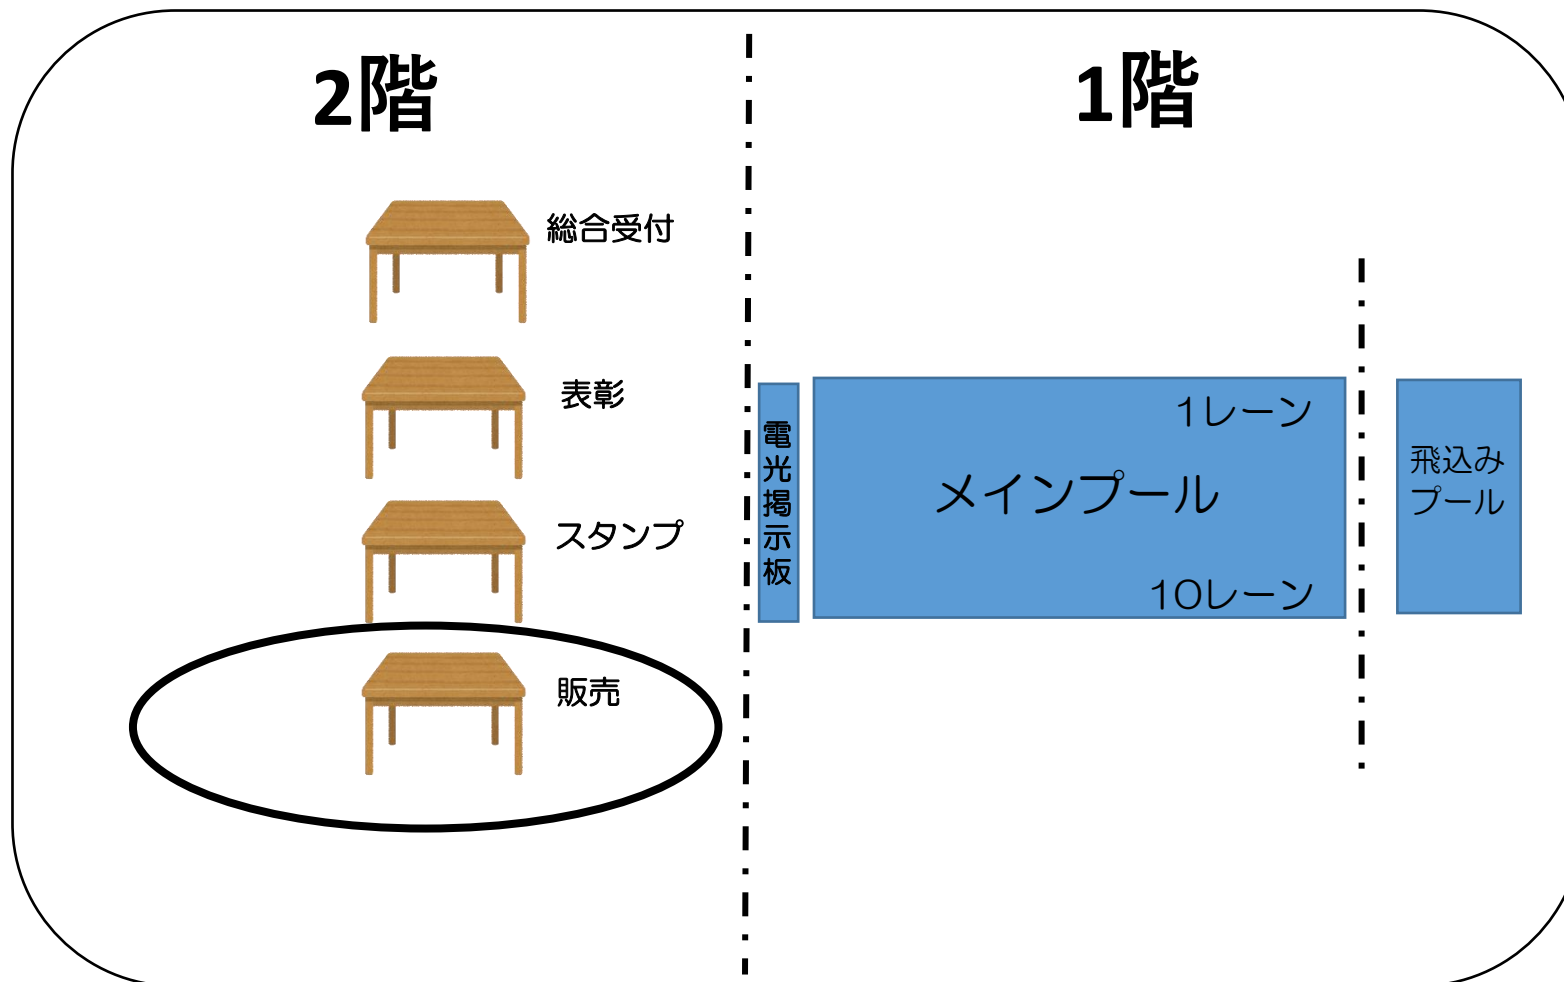 2階
1階
総合受付
表彰
スタンプ
販売
電光掲示板
1レーン
メインプール
10レーン
飛込み
プール